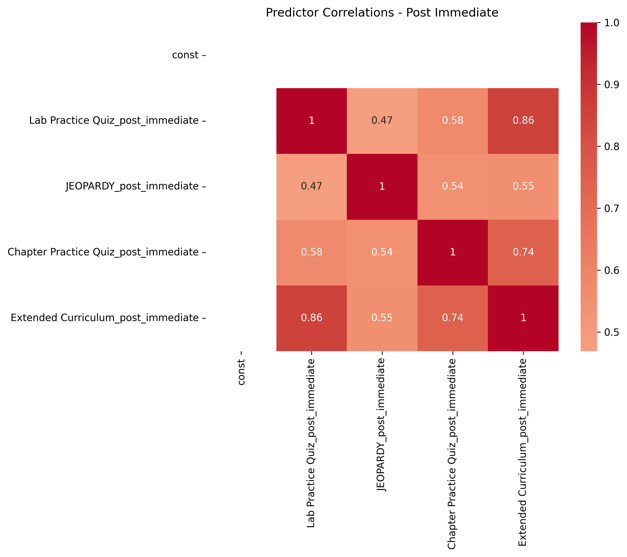 Predictor Correlations - Post Immediate
const
Lab Practice Quiz_post_immediate
1 0.47 0.58 0.86
JEOPARDY_post_immediate
0.47 1 0.54 0.55
Chapter Practice Quiz_post_immediate
0.58 0.54 1 0.74
Extended Curriculum_post_immediate
0.86 0.55 0.74 1
const
Lab Practice Quiz_post_immediate
JEOPARDY_post_immediate
Chapter Practice Quiz_post_immediate
Extended Curriculum_post_immediate
1.0
0.9
0.8
0.7
0.6
0.5